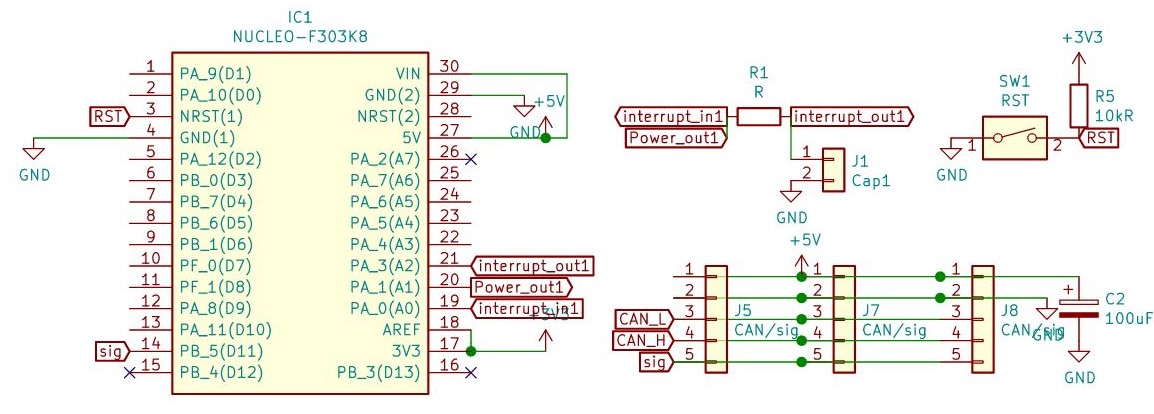 IC1
NUCLEO-F303K8
1 PA_9(D1) VIN 30
2 PA_10(D0) GND(2) 29
RST 3 NRST(1) NRST(2) 28
4 GND(1) 5V 27
5 PA_12(D2) PA_2(A7) 26
6 PB_0(D3) PA_7(A6) 25
7 PB_7(D4) PA_6(A5) 24
8 PB_6(D5) PA_5(A4) 23
9 PB_1(D6) PA_4(A3) 22
10 PF_0(D7) PA_3(A2) 21 interrupt_out1
11 PF_1(D8) PA_1(A1) 20 Power_out1
12 PA_8(D9) PA_0(A0) 19 interrupt_in1
13 PA_11(D10) AREF 18
sig 14 PB_5(D11) 3V3 17
15 PB_4(D12) PB_3(D13) 16
GND
+5V
GND
+3V3
R1
R
interrupt_in1 interrupt_out1
Power_out1
1
2
J1
Cap1
GND
+3V3
SW1
RST
R5
10kR
1 2 RST
GND
+5V
1 1 1
2 2 2
CAN_L 3 3 3
CAN_H 4 4 4
sig 5 5 5
J5
CAN/sig
J7
CAN/sig
J8
CAN/sig
GND
+
C2
100uF
GND